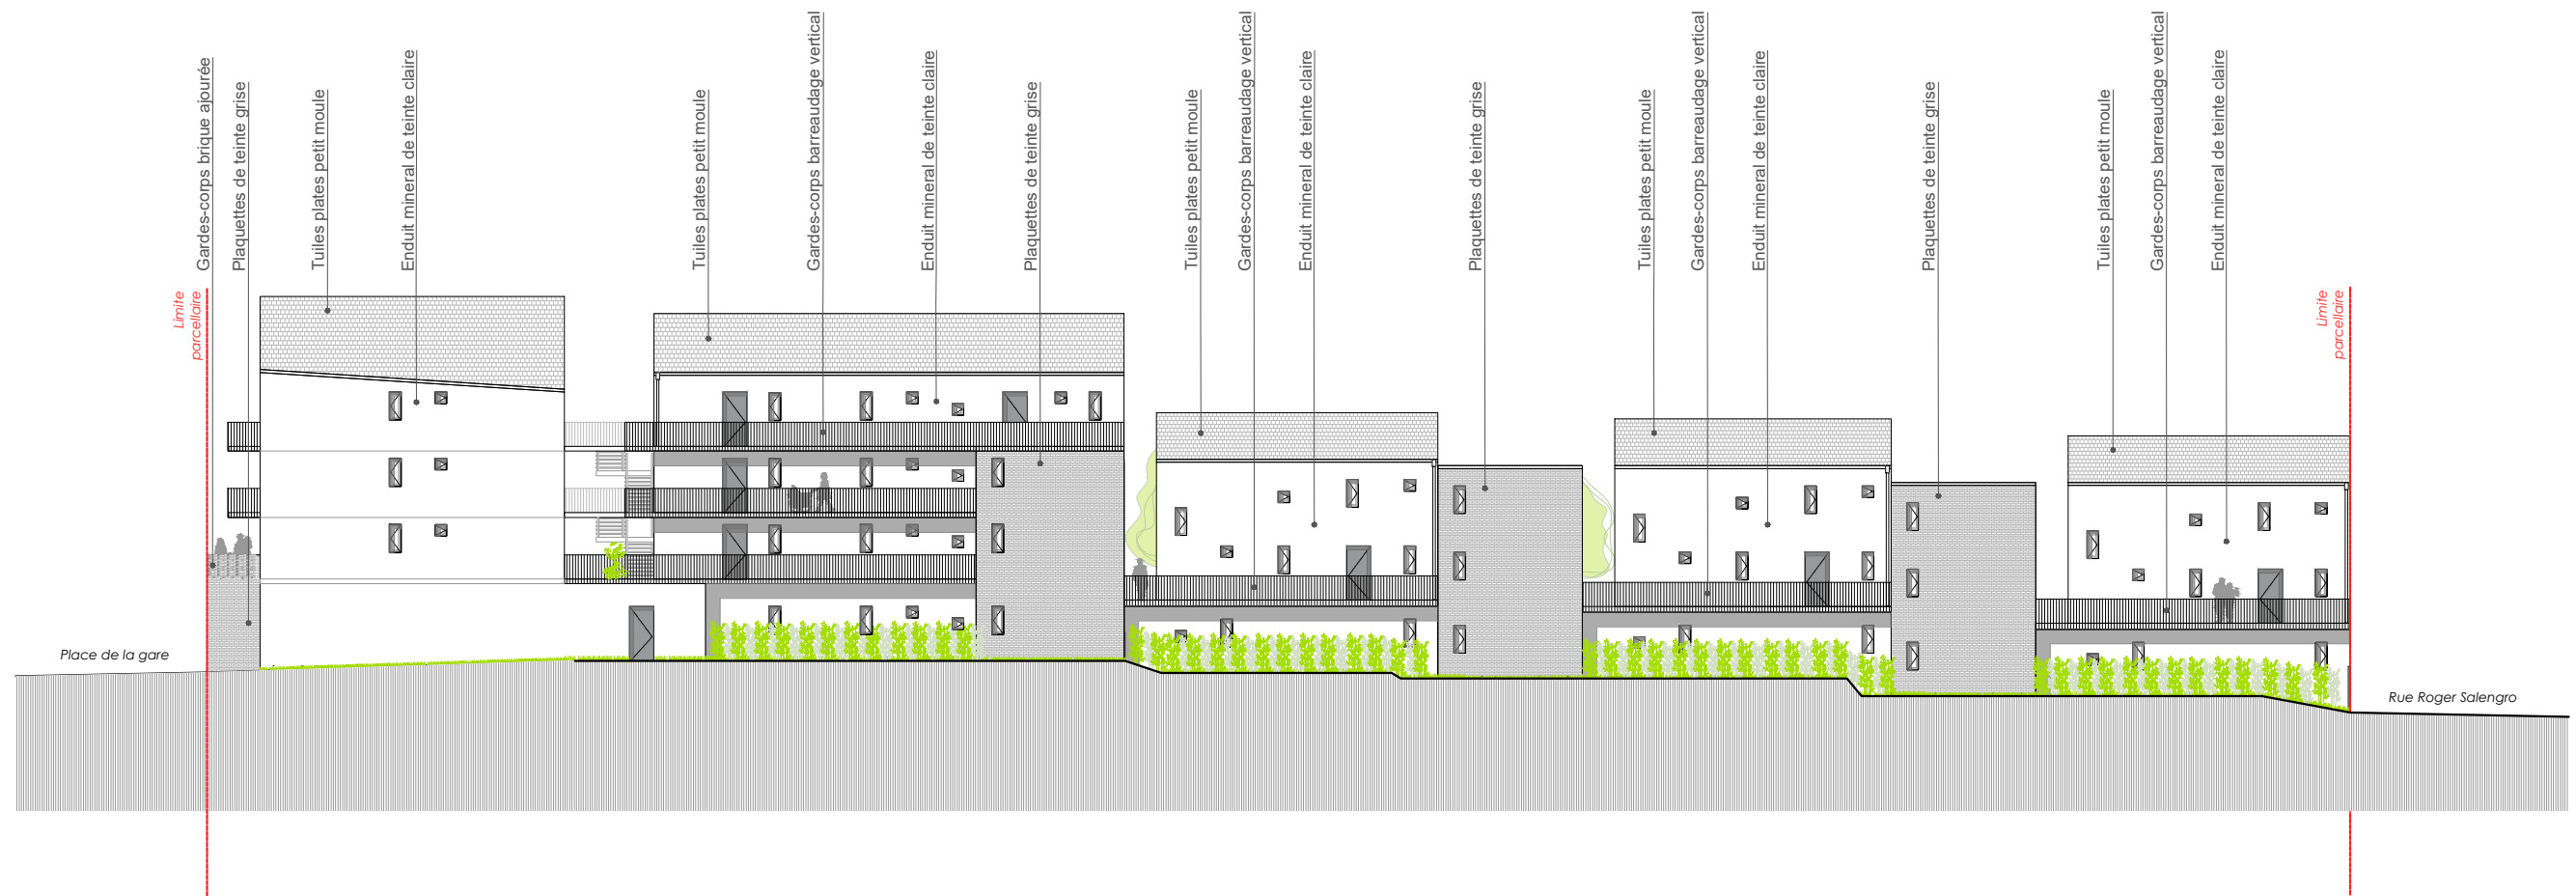 Gardes-corps brique ajourée
Plaquettes de teinte grise
Tuiles plates petit moule
Enduit mineral de teinte claire
Tuiles plates petit moule
Gardes-corps barreaudage vertical
Enduit mineral de teinte claire
Plaquettes de teinte grise
Tuiles plates petit moule
Gardes-corps barreaudage vertical
Enduit mineral de teinte claire
Plaquettes de teinte grise
Tuiles plates petit moule
Gardes-corps barreaudage vertical
Enduit mineral de teinte claire
Plaquettes de teinte grise
Tuiles plates petit moule
Gardes-corps barreaudage vertical
Enduit mineral de teinte claire
Limite
parcellaire
Limite
parcellaire
Place de la gare
Rue Roger Salengro